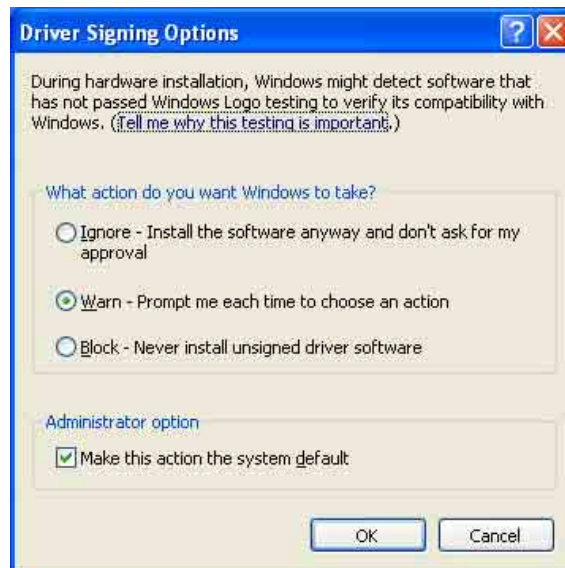 Driver Signing Options
During hardware installation, Windows might detect software that
has not passed Windows Logo testing to verify its compatibility with
Windows. (Tell me why this testing is important.)
What action do you want Windows to take?
Ignore - Install the software anyway and don't ask for my
approval
Warn - Prompt me each time to choose an action
Block - Never install unsigned driver software
Administrator option
Make this action the system default
OK Cancel